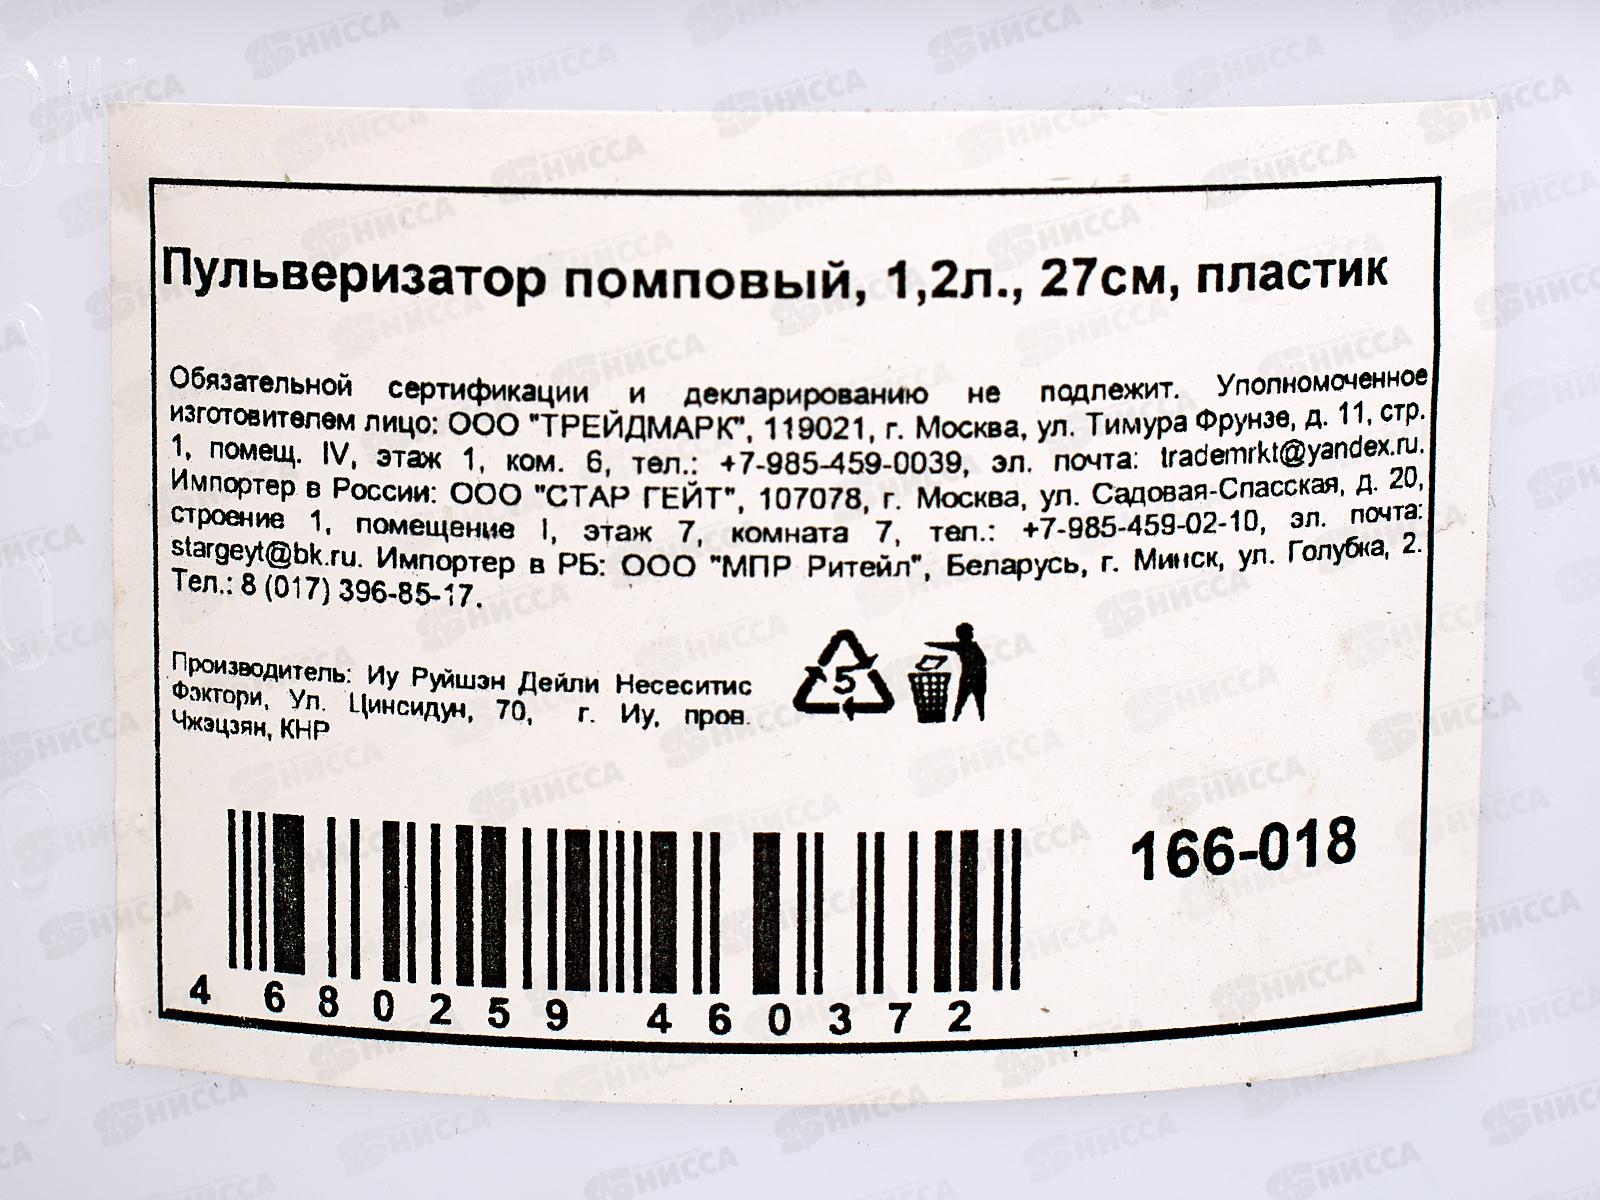 Пульверизатор помповый, 1,2л., 27см, пластик
Обязательной сертификации и декларированию не подлежит. Уполномоченное
изготовителем лицо: ООО "ТРЕЙДМАРК", 119021, г. Москва, ул. Тимура Фрунзе, д. 11, стр.
1, помещ. IV, этаж 1, ком. 6, тел.: +7-985-459-0039, эл. почта: trademrkt@yandex.ru.
Импортер в России: ООО "СТАР ГЕЙТ", 107078, г. Москва, ул. Садовая-Спасская, д. 20,
строение 1, помещение I, этаж 7, комната 7, тел.: +7-985-459-02-10, эл. почта:
stargeyt@bk.ru. Импортер в РБ: ООО "МПР Ритейл", Беларусь, г. Минск, ул. Голубка, 2.
Тел.: 8 (017) 396-85-17.
Производитель: Иу Руйшэн Дейли Несеситис
Фэктори, Ул. Цинсидун, 70, г. Иу, пров.
Чжэцзян, КНР
5
166-018
4 680259 460372
НИССА